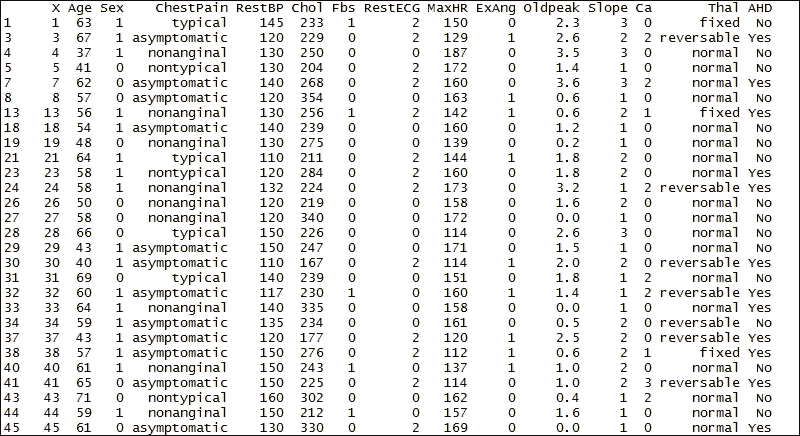 X Age Sex ChestPain RestBP Chol Fbs RestECG MaxHR ExAng Oldpeak Slope Ca Thal AHD
1 1 63 1 typical 145 233 1 2 150 0 2.3 3 0 fixed No
3 3 67 1 asymptomatic 120 229 0 2 129 1 2.6 2 2 reversable Yes
4 4 37 1 nonanginal 130 250 0 0 187 0 3.5 3 0 normal No
5 5 41 0 nontypical 130 204 0 2 172 0 1.4 1 0 normal No
7 7 62 0 asymptomatic 140 268 0 2 160 0 3.6 3 2 normal Yes
8 8 57 0 asymptomatic 120 354 0 0 163 1 0.6 1 0 normal No
13 13 56 1 nonanginal 130 256 1 2 142 1 0.6 2 1 fixed Yes
18 18 54 1 asymptomatic 140 239 0 0 160 0 1.2 1 0 normal No
19 19 48 0 nonanginal 130 275 0 0 139 0 0.2 1 0 normal No
21 21 64 1 typical 110 211 0 2 144 1 1.8 2 0 normal No
23 23 58 1 nontypical 120 284 0 2 160 0 1.8 2 0 normal Yes
24 24 58 1 nonanginal 132 224 0 2 173 0 3.2 1 2 reversable Yes
26 26 50 0 nonanginal 120 219 0 0 158 0 1.6 2 0 normal No
27 27 58 0 nonanginal 120 340 0 0 172 0 0.0 1 0 normal No
28 28 66 0 typical 150 226 0 0 114 0 2.6 3 0 normal No
29 29 43 1 asymptomatic 150 247 0 0 171 0 1.5 1 0 normal No
30 30 40 1 asymptomatic 110 167 0 2 114 1 2.0 2 0 reversable Yes
31 31 69 0 typical 140 239 0 0 151 0 1.8 1 2 normal No
32 32 60 1 asymptomatic 117 230 1 0 160 1 1.4 1 2 reversable Yes
33 33 64 1 nonanginal 140 335 0 0 158 0 0.0 1 0 normal Yes
34 34 59 1 asymptomatic 135 234 0 0 161 0 0.5 2 0 reversable No
37 37 43 1 asymptomatic 120 177 0 2 120 1 2.5 2 0 reversable Yes
38 38 57 1 asymptomatic 150 276 0 2 112 1 0.6 2 1 fixed Yes
40 40 61 1 nonanginal 150 243 1 0 137 1 1.0 2 0 normal No
41 41 65 0 asymptomatic 150 225 0 2 114 0 1.0 2 3 reversable Yes
43 43 71 0 nontypical 160 302 0 0 162 0 0.4 1 2 normal No
44 44 59 1 nonanginal 150 212 1 0 157 0 1.6 1 0 normal No
45 45 61 0 asymptomatic 130 330 0 2 169 0 0.0 1 0 normal Yes